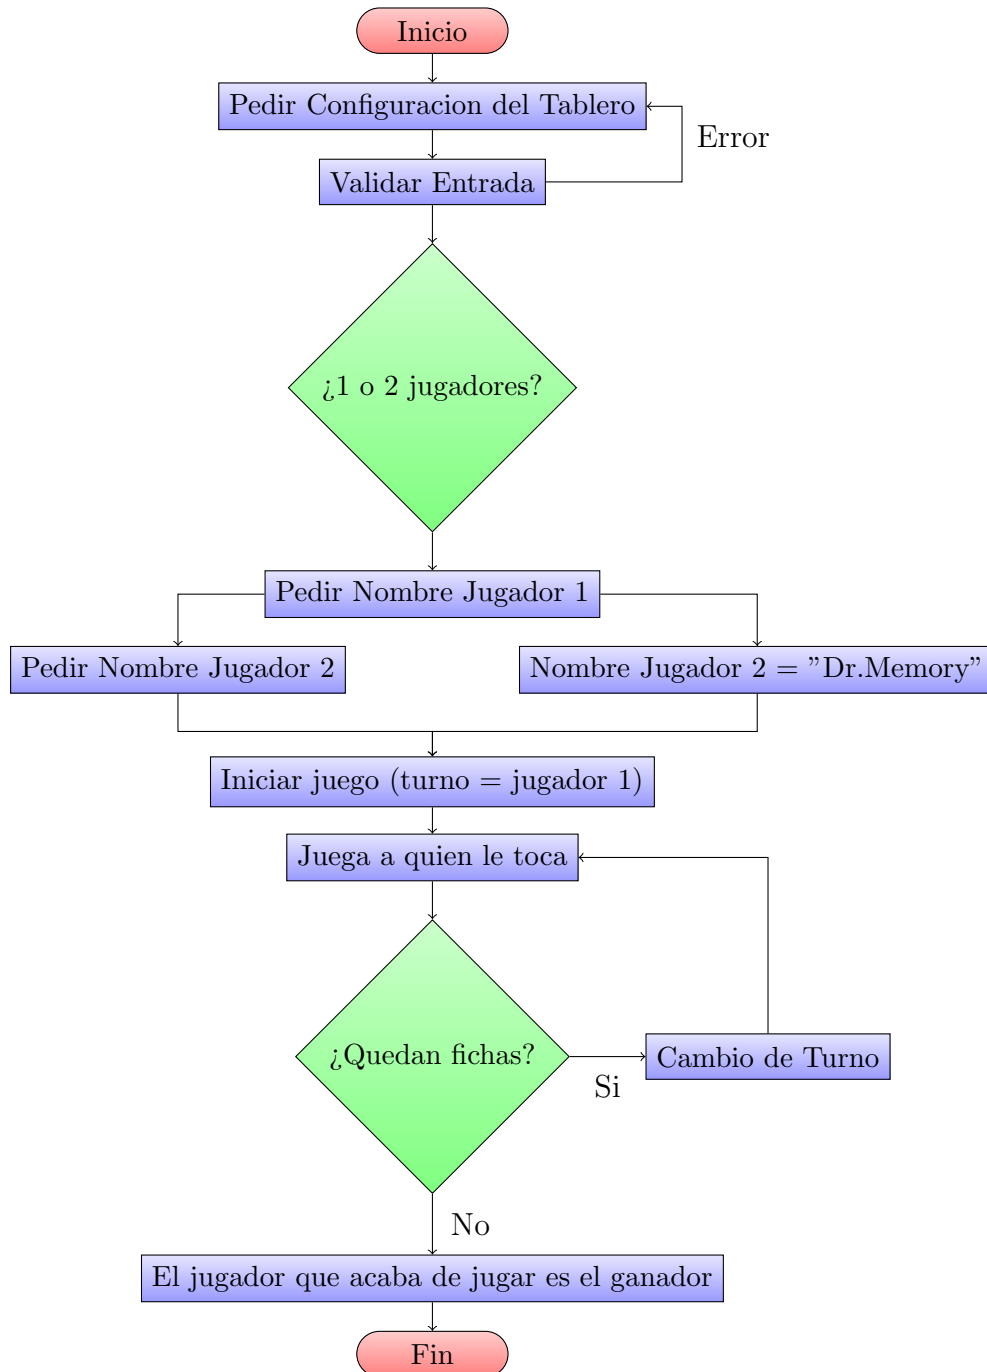 Inicio
Pedir Configuracion del Tablero
Error
Validar Entrada
¿1 o 2 jugadores?
Pedir Nombre Jugador 1
Pedir Nombre Jugador 2
Nombre Jugador 2 = ”Dr.Memory”
Iniciar juego (turno = jugador 1)
Juega a quien le toca
¿Quedan fichas?
Si
Cambio de Turno
No
El jugador que acaba de jugar es el ganador
Fin